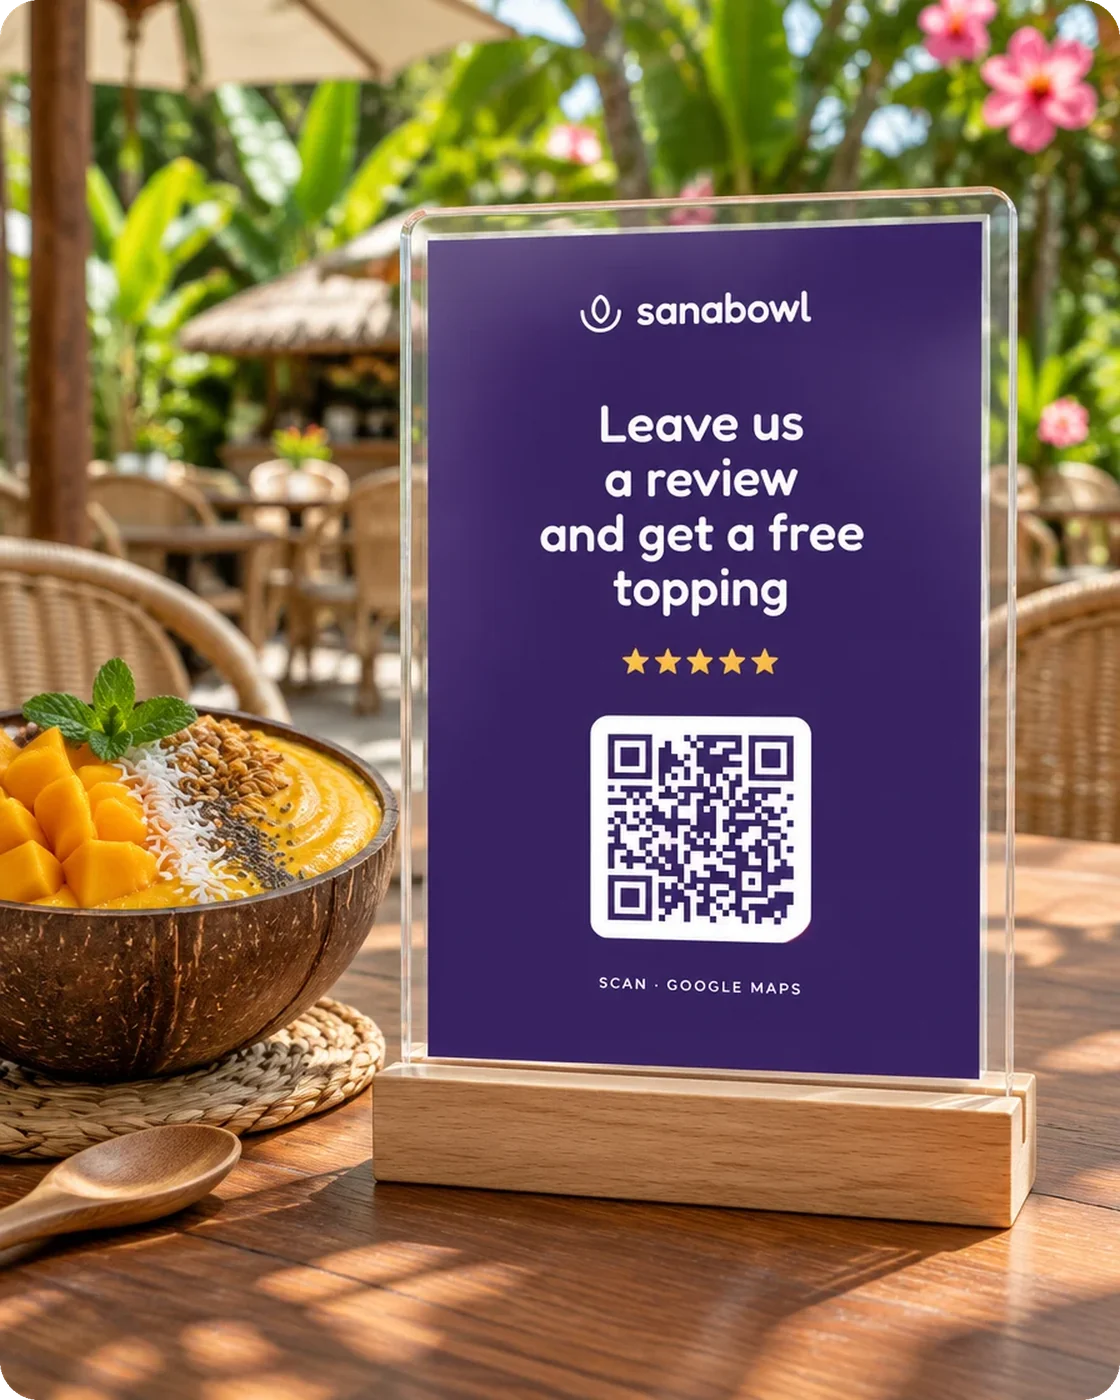 sanabowl
Leave us
a review
and get a free
topping
SCAN · GOOGLE MAPS